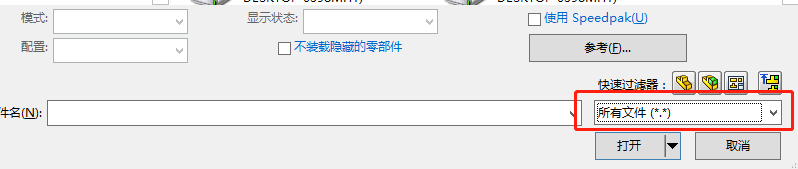 模式:
显示状态:
使用 Speedpak(U)
配置:
不装载隐藏的零部件
参考(F)...
快速过滤器：
件名(N):
所有文件 (*.*)
打开
取消